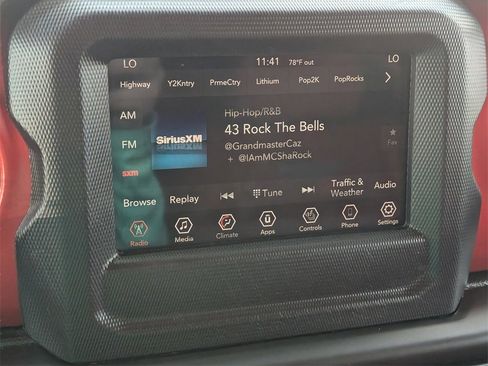 LO 11:41 78°F out LO
Highway Y2Kntry PrmeCtry Lithium Pop2K PopRocks
AM
FM
sxm
SiriusXM
Hip-Hop/R&B
43 Rock The Bells
@GrandmasterCaz
+ @IAmMCShaRock
Fav
Browse Replay Tune Traffic & Weather Audio
Radio Media Climate Apps Controls Phone Settings